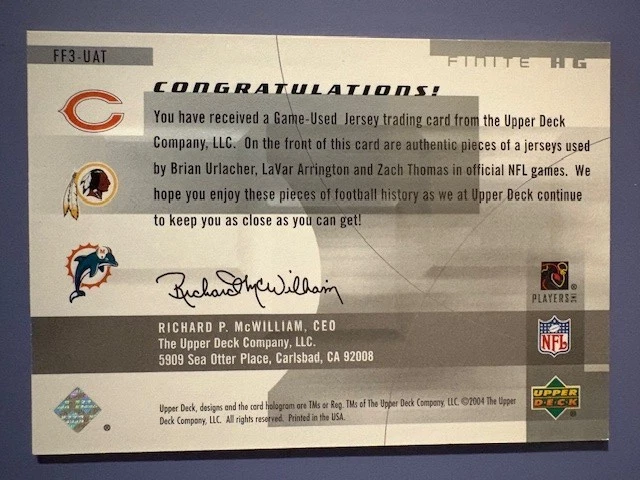 FF3-UAT
FINITE HG
CONGRATULATIONS!
You have received a Game-Used Jersey trading card from the Upper Deck
Company, LLC. On the front of this card are authentic pieces of a jerseys used
by Brian Urlacher, LaVar Arrington and Zach Thomas in official NFL games. We
hope you enjoy these pieces of football history as we at Upper Deck continue
to keep you as close as you can get!
Richard P. McWilliam
PLAYERS INC
RICHARD P. McWILLIAM, CEO
The Upper Deck Company, LLC.
5909 Sea Otter Place, Carlsbad, CA 92008
NFL
UPPER
DECK
Upper Deck, designs and the card hologram are TMs or Reg. TMs of The Upper Deck Company, LLC. ©2004 The Upper
Deck Company, LLC. All rights reserved. Printed in the USA.